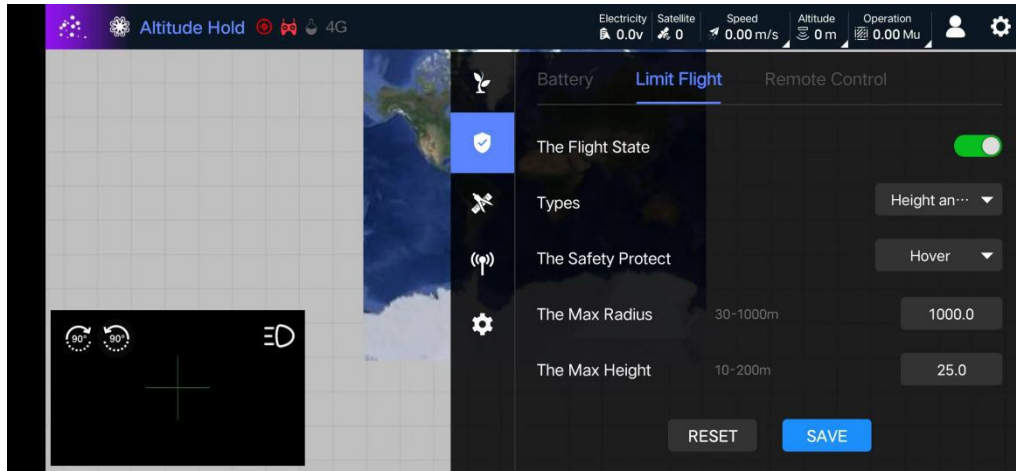 Altitude Hold 4G
Electricity Satellite Speed Altitude Operation
0.0v 0 0.00 m/s 0 m 0.00 Mu
Battery Limit Flight Remote Control
The Flight State
Types Height an···
The Safety Protect Hover
The Max Radius 30-1000m 1000.0
The Max Height 10-200m 25.0
90° 90°
RESET SAVE